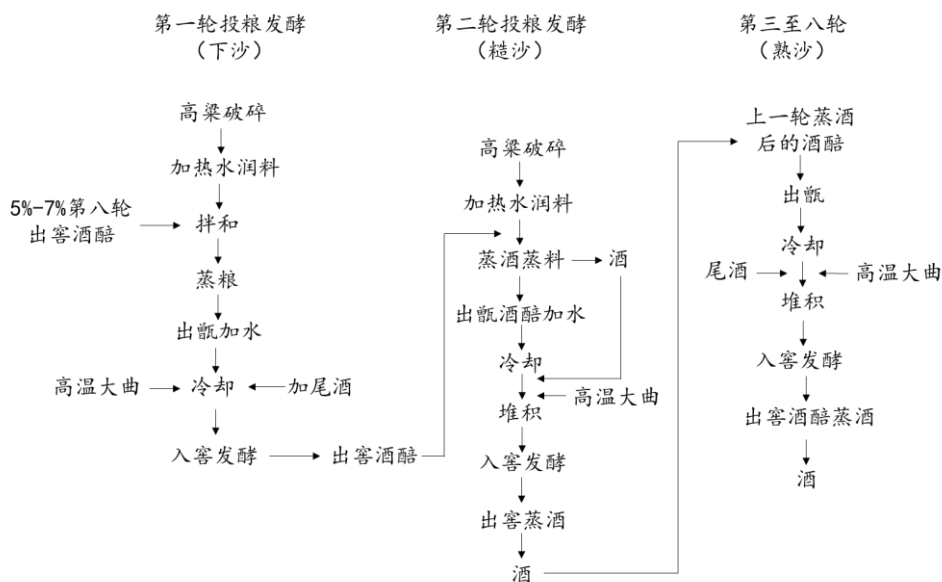 第一轮投粮发酵
（下沙）
高粱破碎
加热水润料
5%-7%第八轮
出窖酒醅
拌和
蒸粮
出甑加水
高温大曲
冷却
加尾酒
入窖发酵
出窖酒醅
第二轮投粮发酵
（糙沙）
高粱破碎
加热水润料
蒸酒蒸料
酒
出甑酒醅加水
冷却
高温大曲
堆积
入窖发酵
出窖蒸酒
酒
第三至八轮
（熟沙）
上一轮蒸酒
后的酒醅
出甑
冷却
尾酒
高温大曲
堆积
入窖发酵
出窖酒醅蒸酒
酒